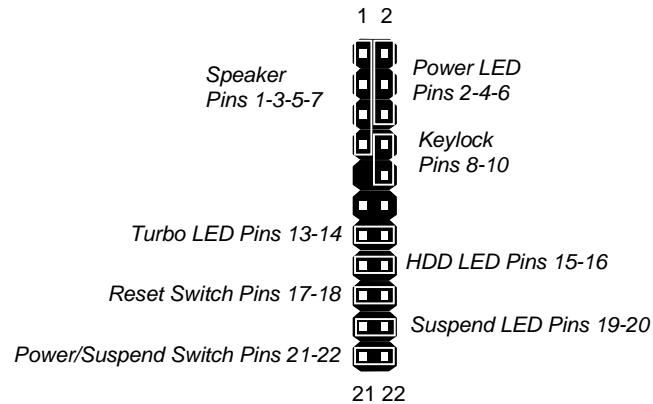 1 2
Speaker
Pins 1-3-5-7
Power LED
Pins 2-4-6
Keylock
Pins 8-10
Turbo LED Pins 13-14
HDD LED Pins 15-16
Reset Switch Pins 17-18
Suspend LED Pins 19-20
Power/Suspend Switch Pins 21-22
21 22